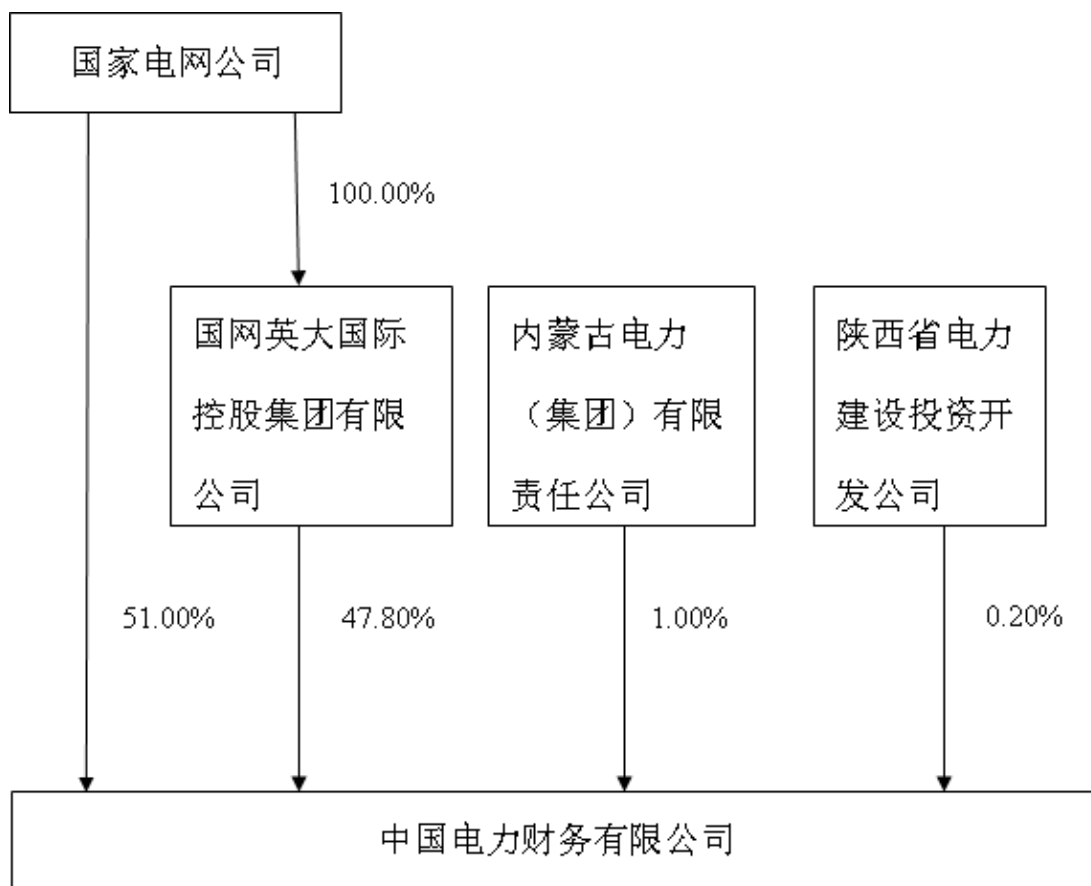 国家电网公司
100.00%
国网英大国际
控股集团有限
公司
内蒙古电力
（集团）有限
责任公司
陕西省电力
建设投资开
发公司
51.00%
47.80%
1.00%
0.20%
中国电力财务有限公司